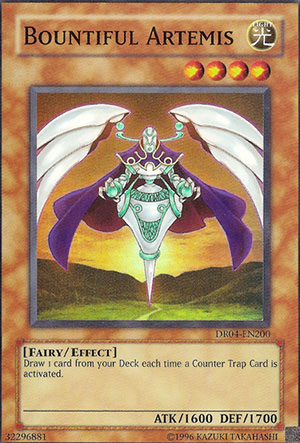 BOUNTIFUL ARTEMIS
LIGHT
光
DR04-EN200
[FAIRY/EFFECT]
Draw 1 card from your Deck each time a Counter Trap Card is
activated.
ATK/1600 DEF/1700
32296881
©1996 KAZUKI TAKAHASHI